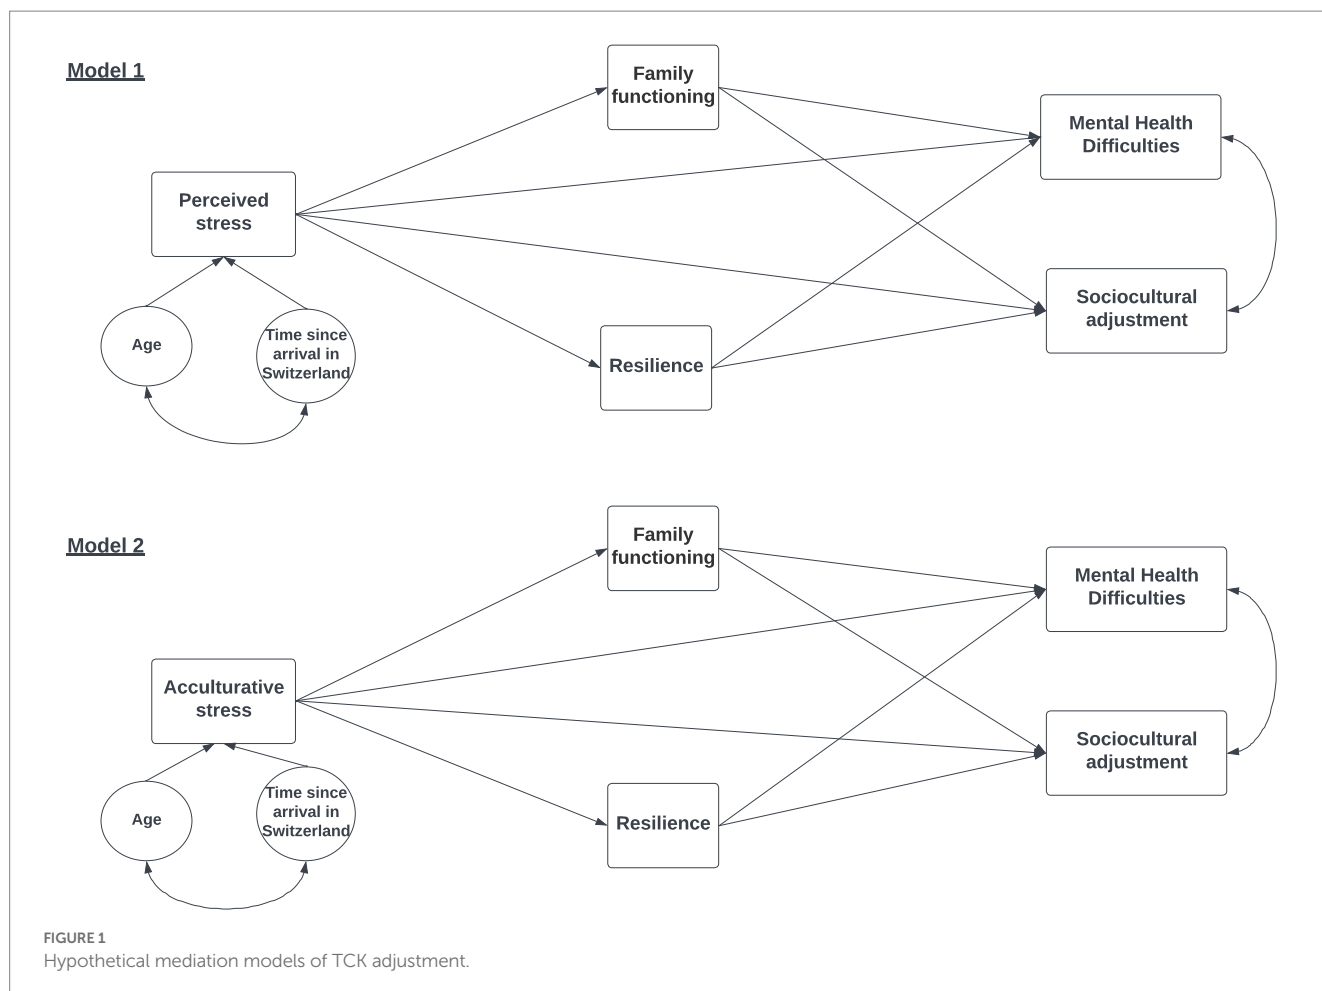 Model 1
Family
functioning
Mental Health
Difficulties
Perceived
stress
Sociocultural
adjustment
Age
Time since
arrival in
Switzerland
Resilience
Model 2
Family
functioning
Mental Health
Difficulties
Acculturative
stress
Sociocultural
adjustment
Age
Time since
arrival in
Switzerland
Resilience
FIGURE 1
Hypothetical mediation models of TCK adjustment.